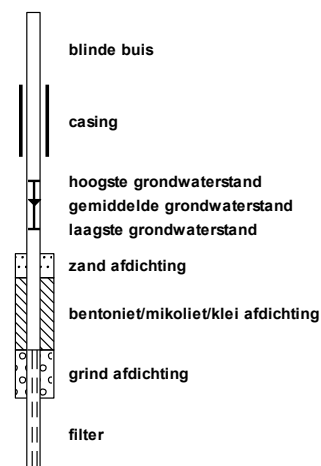 blinde buis
casing
hoogste grondwaterstand
gemiddelde grondwaterstand
laagste grondwaterstand
zand afdichting
bentoniet/mikoliet/klei afdichting
grind afdichting
filter